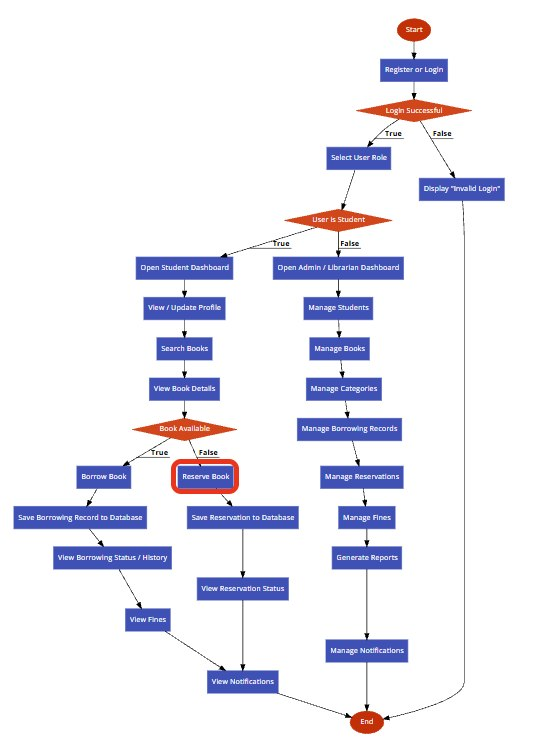 Start
Register or Login
Login Successful
True
False
Select User Role
Display "Invalid Login"
User Is Student
True
False
Open Student Dashboard
Open Admin / Librarian Dashboard
View / Update Profile
Manage Students
Search Books
Manage Books
View Book Details
Manage Categories
Book Available
Manage Borrowing Records
True
False
Borrow Book
Reserve Book
Manage Reservations
Save Borrowing Record to Database
Save Reservation to Database
Manage Fines
View Borrowing Status / History
Generate Reports
View Reservation Status
View Fines
Manage Notifications
View Notifications
End